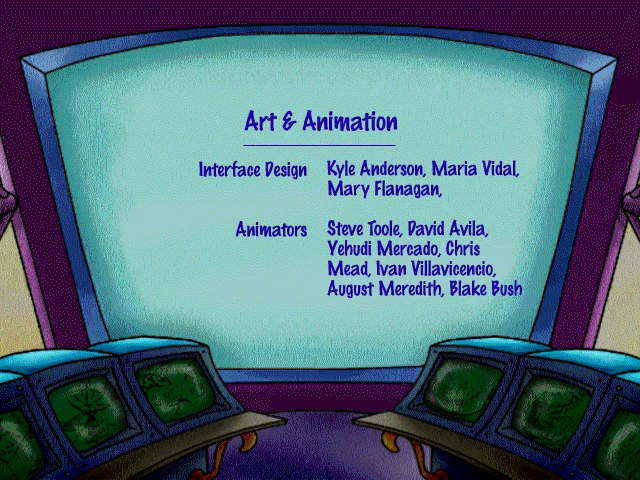 Art & Animation
Interface Design Kyle Anderson, Maria Vidal,
Mary Flanagan,
Animators Steve Toole, David Avila,
Yehudi Mercado, Chris
Mead, Ivan Villavicencio,
August Meredith, Blake Bush